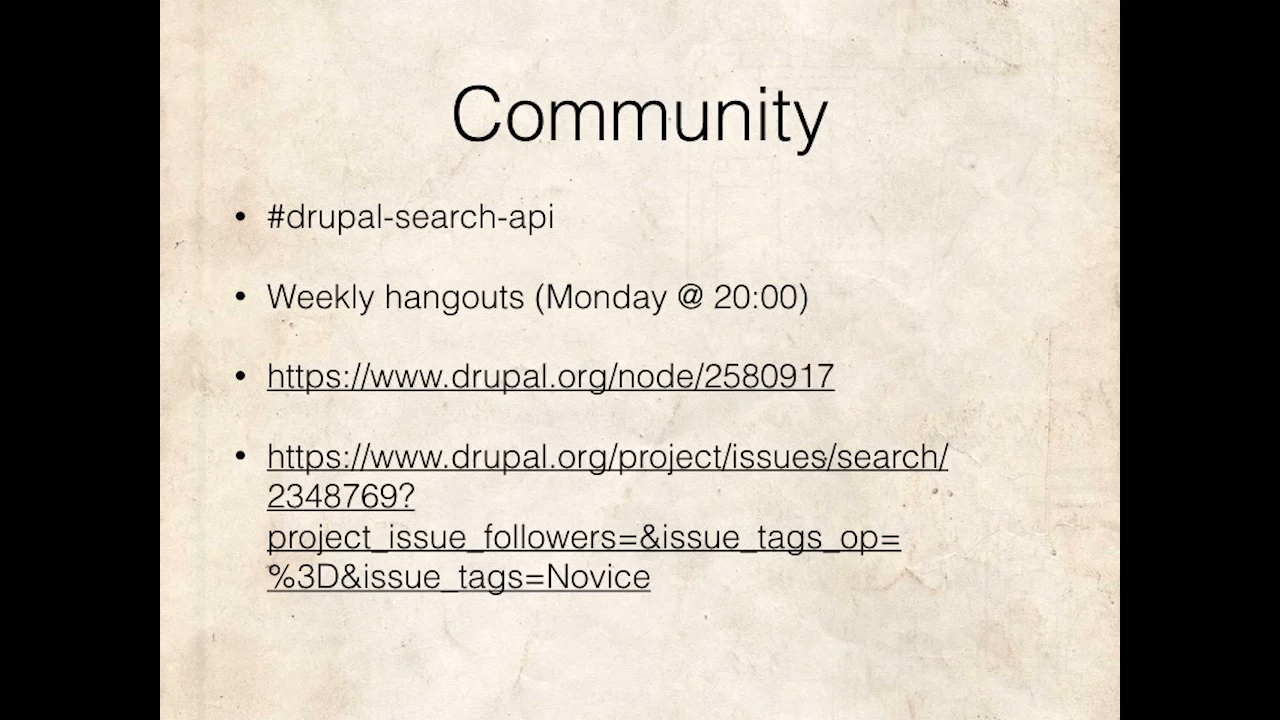 Community
• #drupal-search-api
• Weekly hangouts (Monday @ 20:00)
• https://www.drupal.org/node/2580917
• https://www.drupal.org/project/issues/search/
2348769?
project_issue_followers=&issue_tags_op=
%3D&issue_tags=Novice